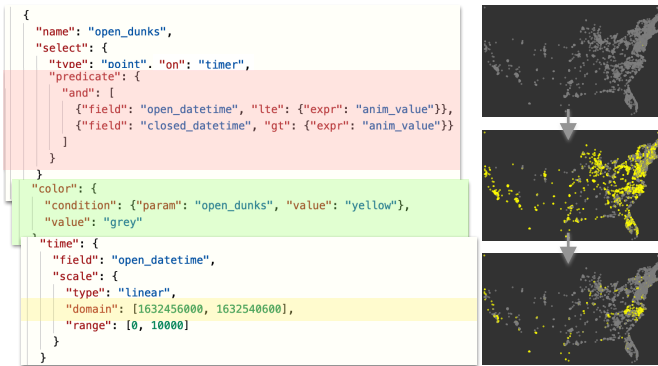 {
"name": "open_dunks",
"select": {
"type": "point". "on": "timer",
"predicate": {
"and": [
{"field": "open_datetime", "lte": {"expr": "anim_value"}},
{"field": "closed_datetime", "gt": {"expr": "anim_value"}}
]
}
}
"color": {
"condition": {"param": "open_dunks", "value": "yellow"},
"value": "grey"
"time": {
"field": "open_datetime",
"scale": {
"type": "linear",
"domain": [1632456000, 1632540600],
"range": [0, 10000]
}
}